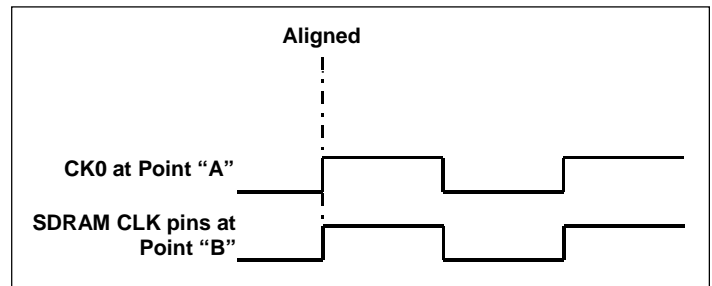 Aligned
CK0 at Point “A”
SDRAM CLK pins at
Point “B”